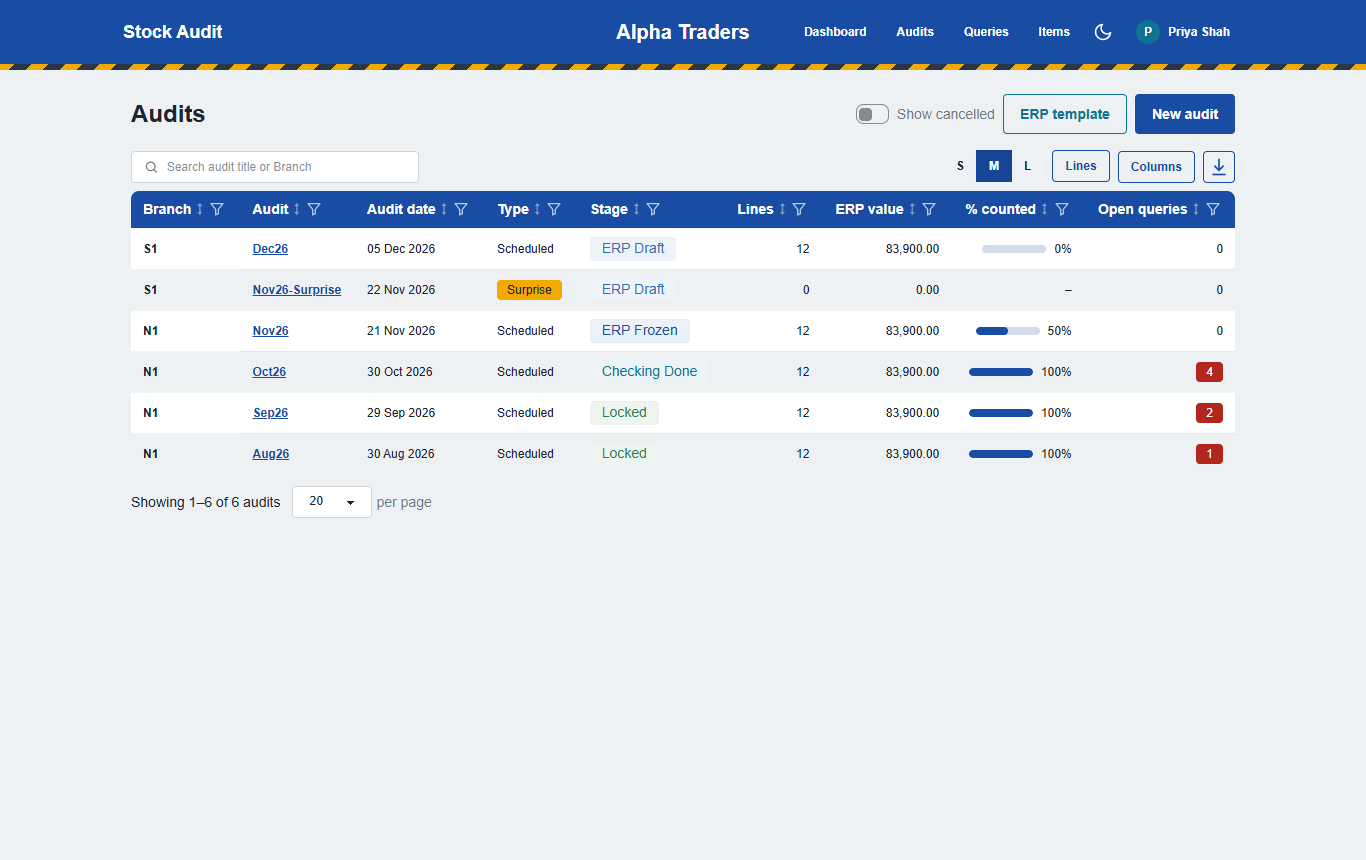 Stock Audit Alpha Traders Dashboard Audits Queries Items P Priya Shah
Audits Show cancelled ERP template New audit
Search audit title or Branch S M L Lines Columns
Branch Audit Audit date Type Stage Lines ERP value % counted Open queries
S1 Dec26 05 Dec 2026 Scheduled ERP Draft 12 83,900.00 0% 0
S1 Nov26-Surprise 22 Nov 2026 Surprise ERP Draft 0 0.00 – 0
N1 Nov26 21 Nov 2026 Scheduled ERP Frozen 12 83,900.00 50% 0
N1 Oct26 30 Oct 2026 Scheduled Checking Done 12 83,900.00 100% 4
N1 Sep26 29 Sep 2026 Scheduled Locked 12 83,900.00 100% 2
N1 Aug26 30 Aug 2026 Scheduled Locked 12 83,900.00 100% 1
Showing 1–6 of 6 audits 20 per page